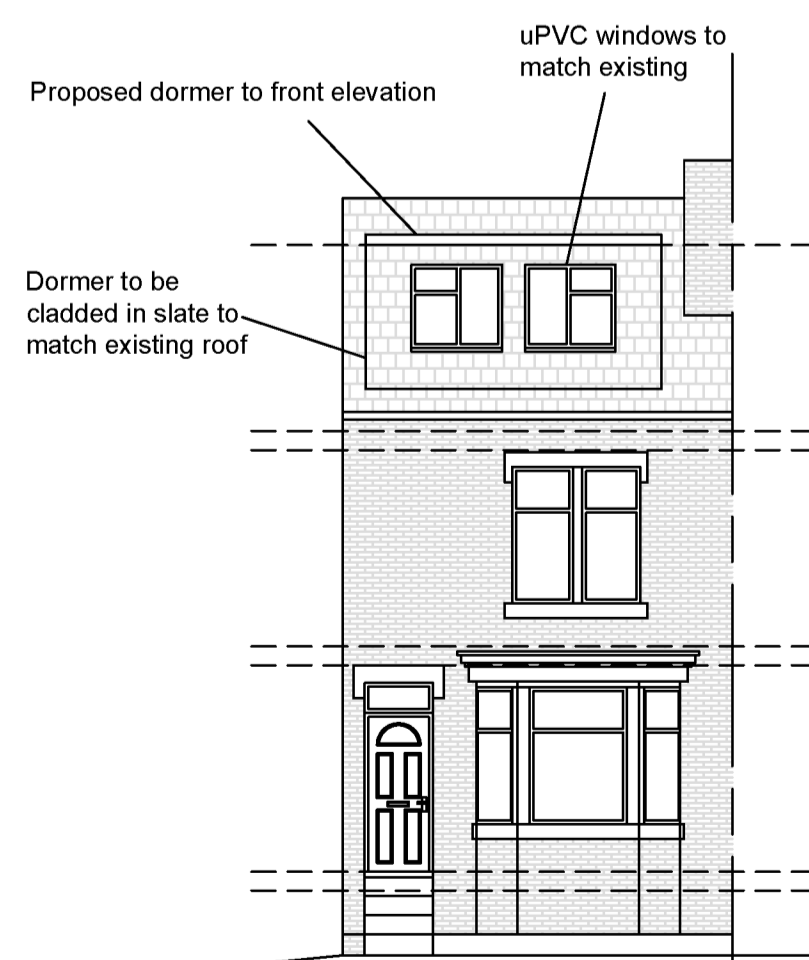 uPVC windows to
match existing
Proposed dormer to front elevation
Dormer to be
cladded in slate to
match existing roof